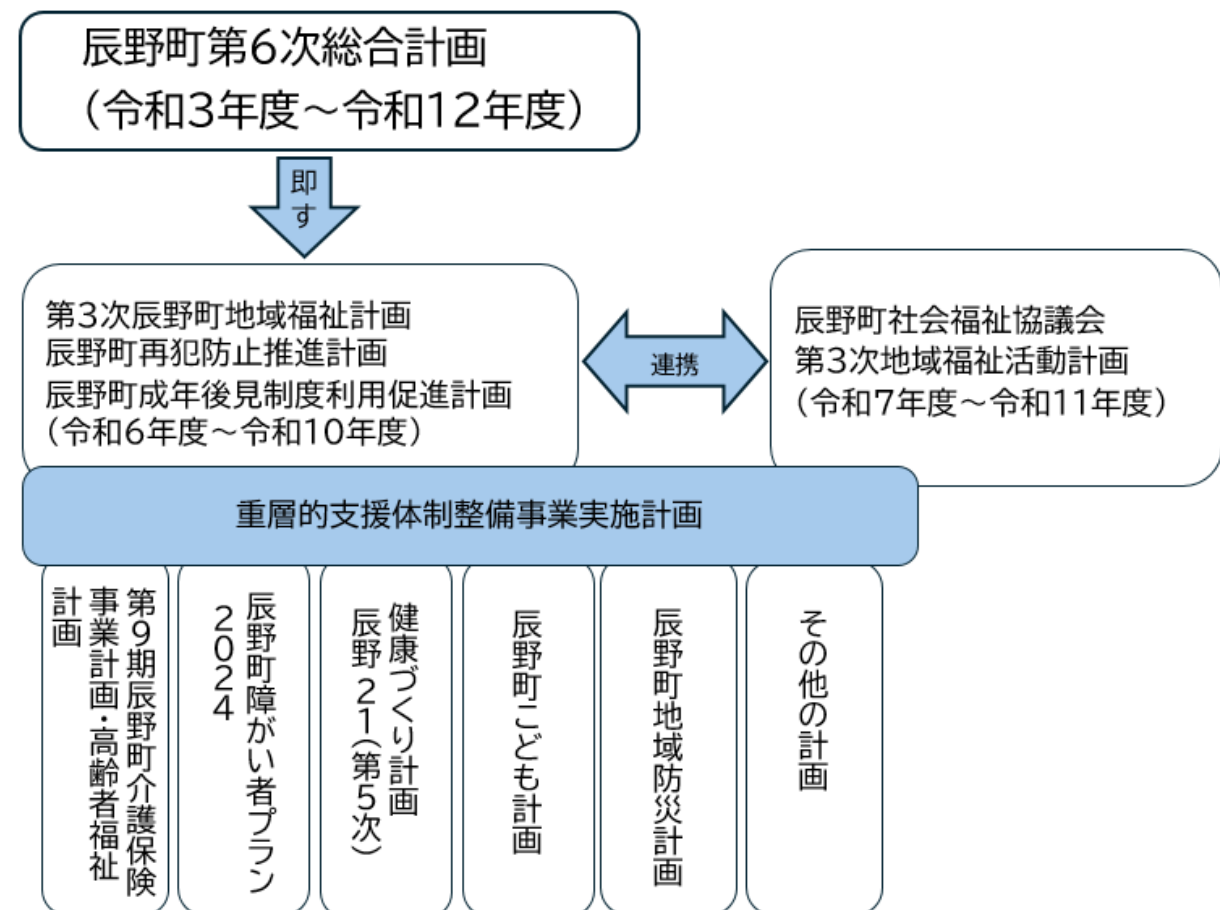 辰野町第6次総合計画
(令和3年度～令和12年度)
即
す
第3次辰野町地域福祉計画
辰野町再犯防止推進計画
辰野町成年後見制度利用促進計画
(令和6年度～令和10年度)
連携
辰野町社会福祉協議会
第3次地域福祉活動計画
(令和7年度～令和11年度)
重層的支援体制整備事業実施計画
第9期辰野町介護保険
事業計画・高齢者福祉
計画
辰野町障がい者プラン
2024
健康づくり計画
辰野21(第5次)
辰野町こども計画
辰野町地域防災計画
その他の計画